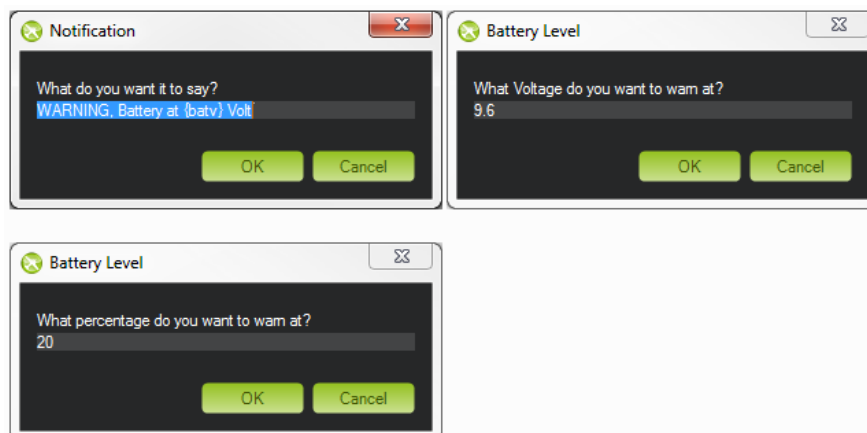 Notification
What do you want it to say?
WARNING, Battery at {batv} Volt
OK Cancel
Battery Level
What Voltage do you want to warn at?
9.6
OK Cancel
Battery Level
What percentage do you want to warn at?
20
OK Cancel